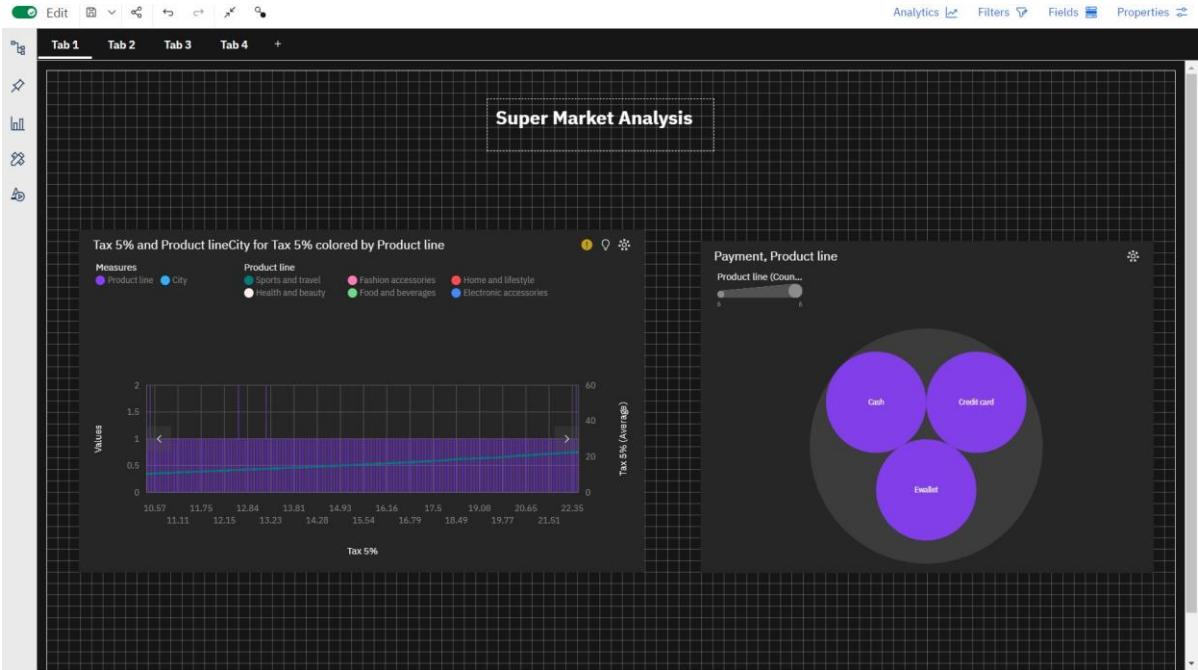 Edit
Analytics Filters Fields Properties
Tab 1 Tab 2 Tab 3 Tab 4 +
Super Market Analysis
Tax 5% and Product lineCity for Tax 5% colored by Product line
Measures Product line
Product line City Sports and travel Fashion accessories Home and lifestyle
Health and beauty Food and beverages Electronic accessories
2 60
1.5
40
1
20
0.5
0 0
Values
Tax 5% (Average)
10.57 11.75 12.84 13.81 14.93 16.16 17.5 19.08 20.65 22.35
11.11 12.15 13.23 14.28 15.54 16.79 18.49 19.77 21.51
Tax 5%
Payment, Product line
Product line (Coun...
6 6
Cash Credit card
Ewallet